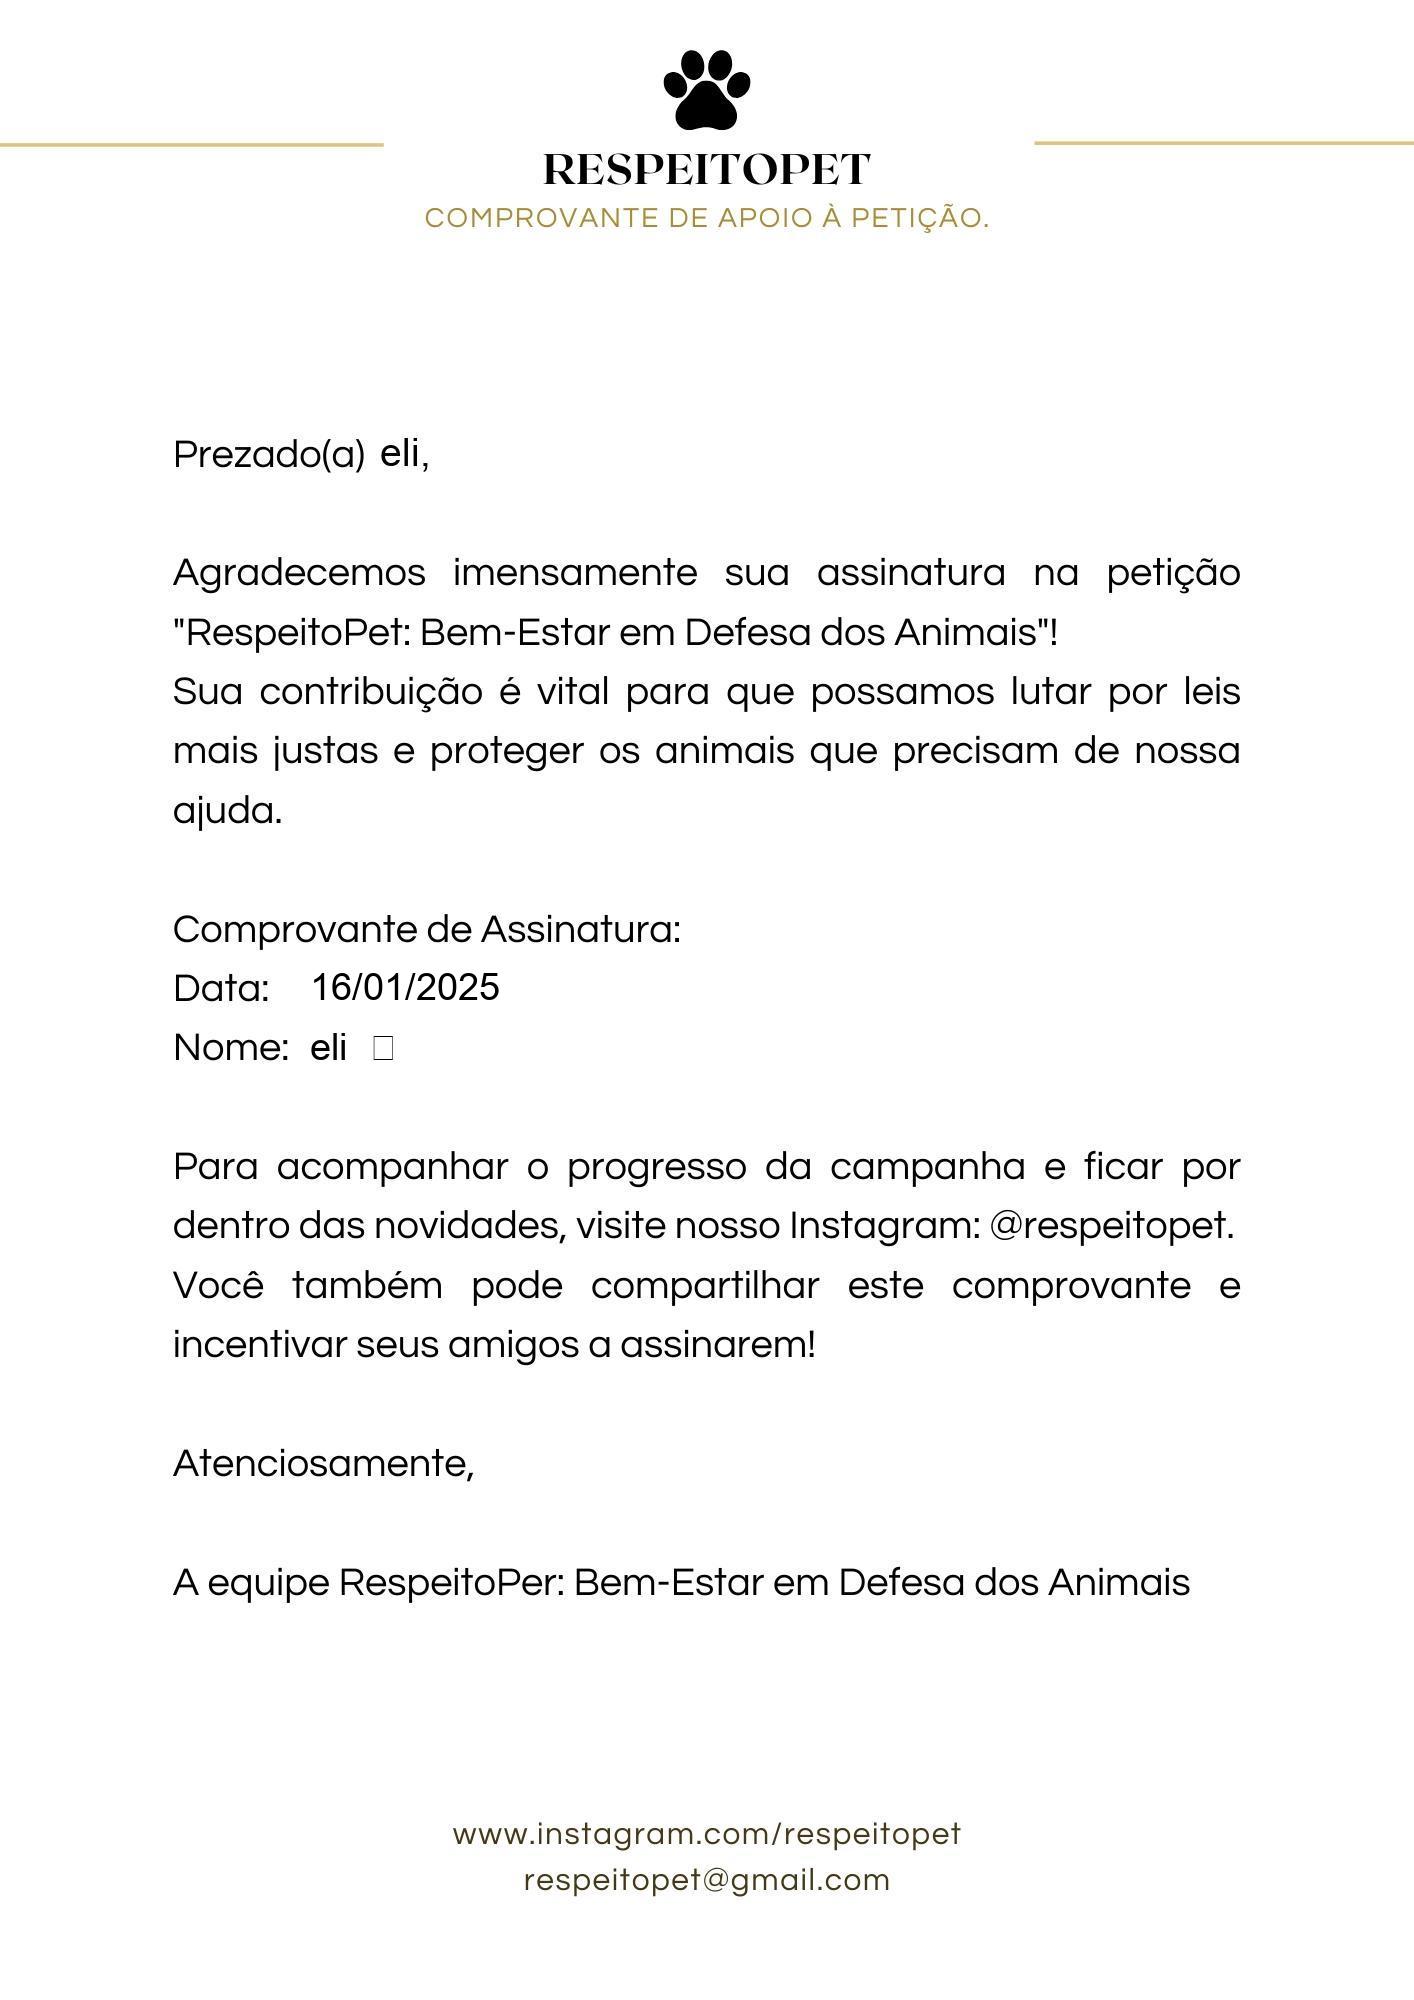 RESPEITOPET
COMPROVANTE DE APOIO À PETIÇÃO.
Prezado(a) eli,
Agradecemos imensamente sua assinatura na petição
"RespeitoPet: Bem-Estar em Defesa dos Animais"!
Sua contribuição é vital para que possamos lutar por leis
mais justas e proteger os animais que precisam de nossa
ajuda.
Comprovante de Assinatura:
Data: 16/01/2025
Nome: eli □
Para acompanhar o progresso da campanha e ficar por
dentro das novidades, visite nosso Instagram: @respeitopet.
Você também pode compartilhar este comprovante e
incentivar seus amigos a assinarem!
Atenciosamente,
A equipe RespeitoPer: Bem-Estar em Defesa dos Animais
www.instagram.com/respeitopet
respeitopet@gmail.com